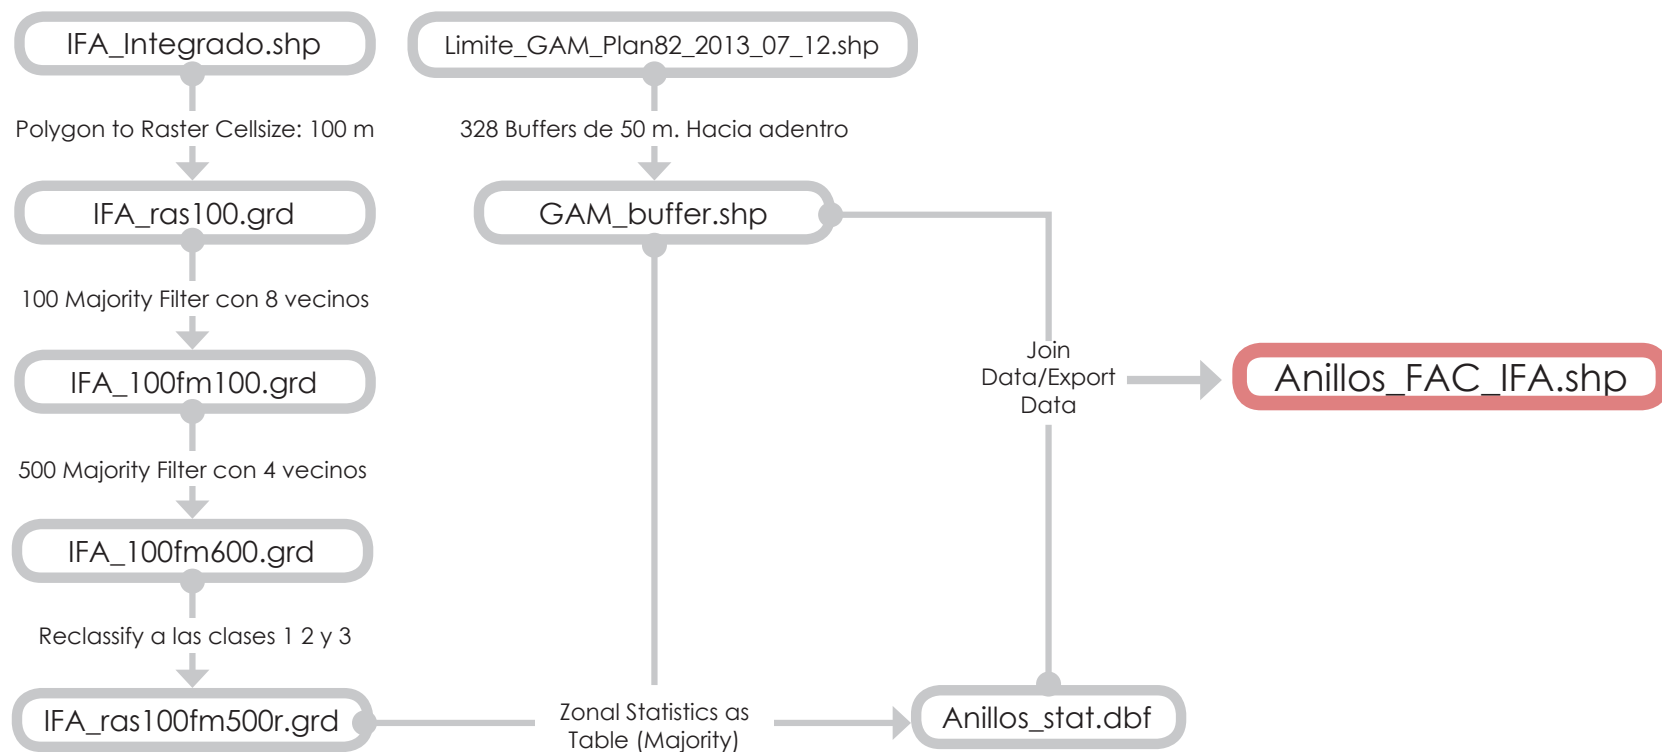 IFA_Integrado.shp
Limite_GAM_Plan82_2013_07_12.shp
Polygon to Raster Cellsize: 100 m
328 Buffers de 50 m. Hacia adentro
IFA_ras100.grd
GAM_buffer.shp
100 Majority Filter con 8 vecinos
IFA_100fm100.grd
Join
Data/Export
Data
Anillos_FAC_IFA.shp
500 Majority Filter con 4 vecinos
IFA_100fm600.grd
Reclassify a las clases 1 2 y 3
IFA_ras100fm500r.grd
Zonal Statistics as
Table (Majority)
Anillos_stat.dbf